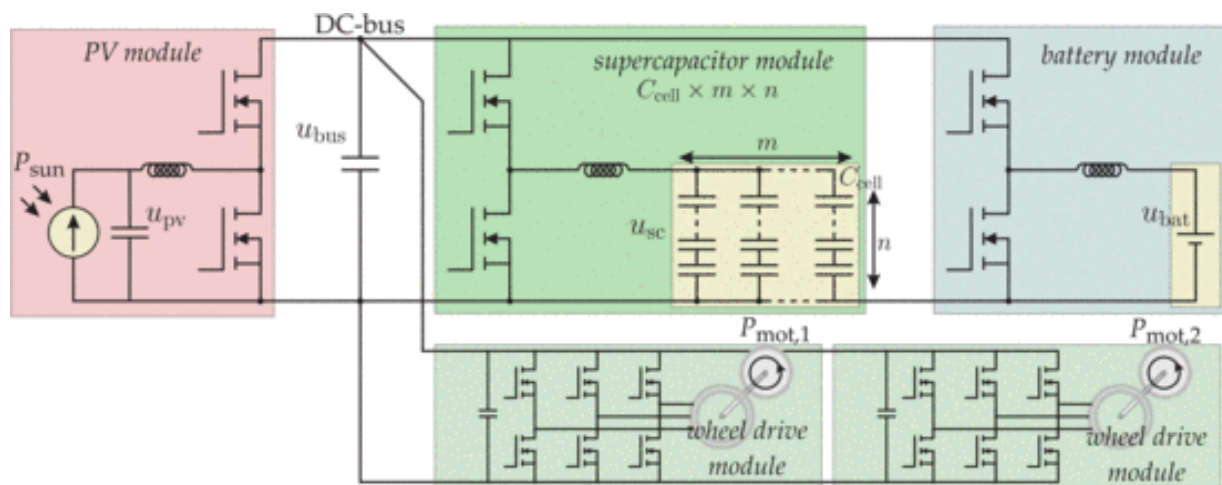 DC-bus
PV module
supercapacitor module
C_cell × m × n
battery module
u_bus
P_sun
m
C_cell
u_pv
u_sc
n
u_bat
P_mot,1
P_mot,2
wheel drive
module
wheel drive
module